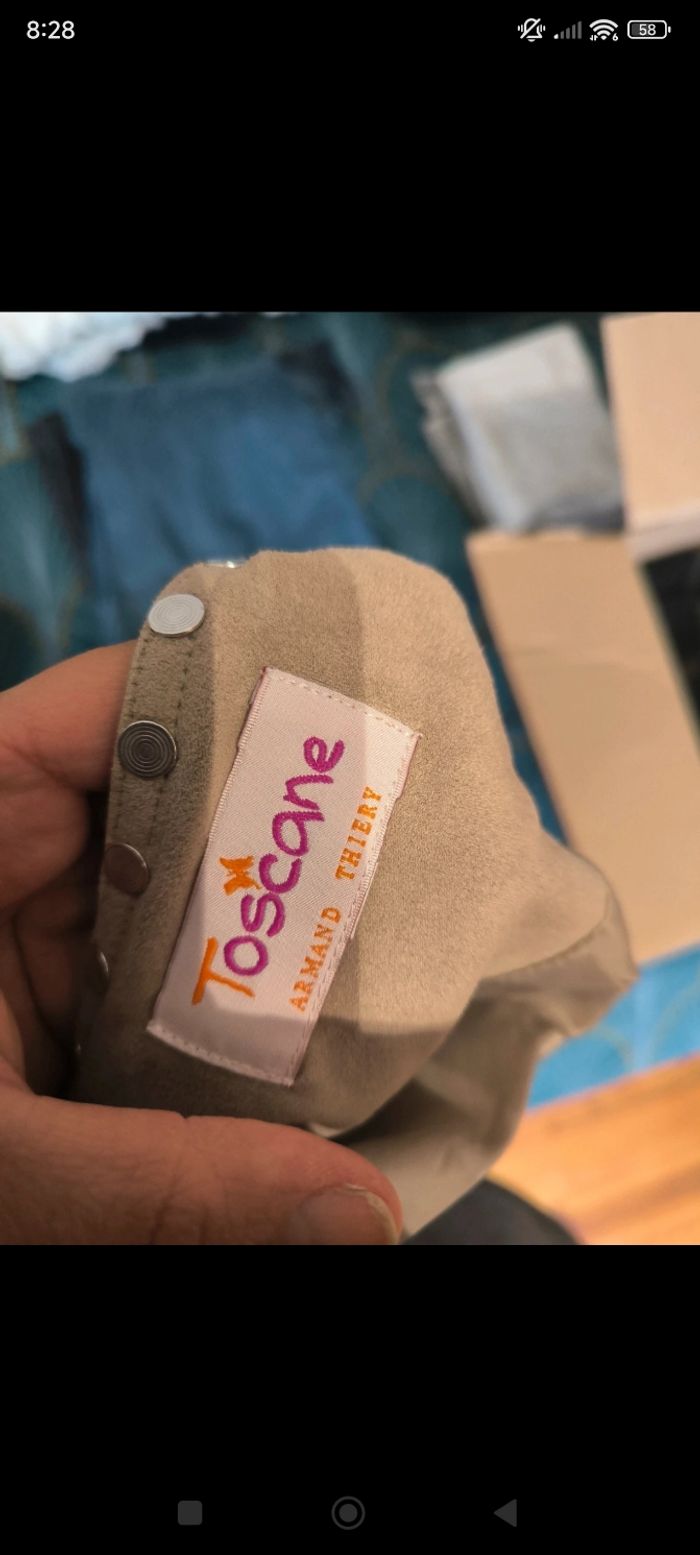 8:28
58
Toscane
ARMAND THIERY